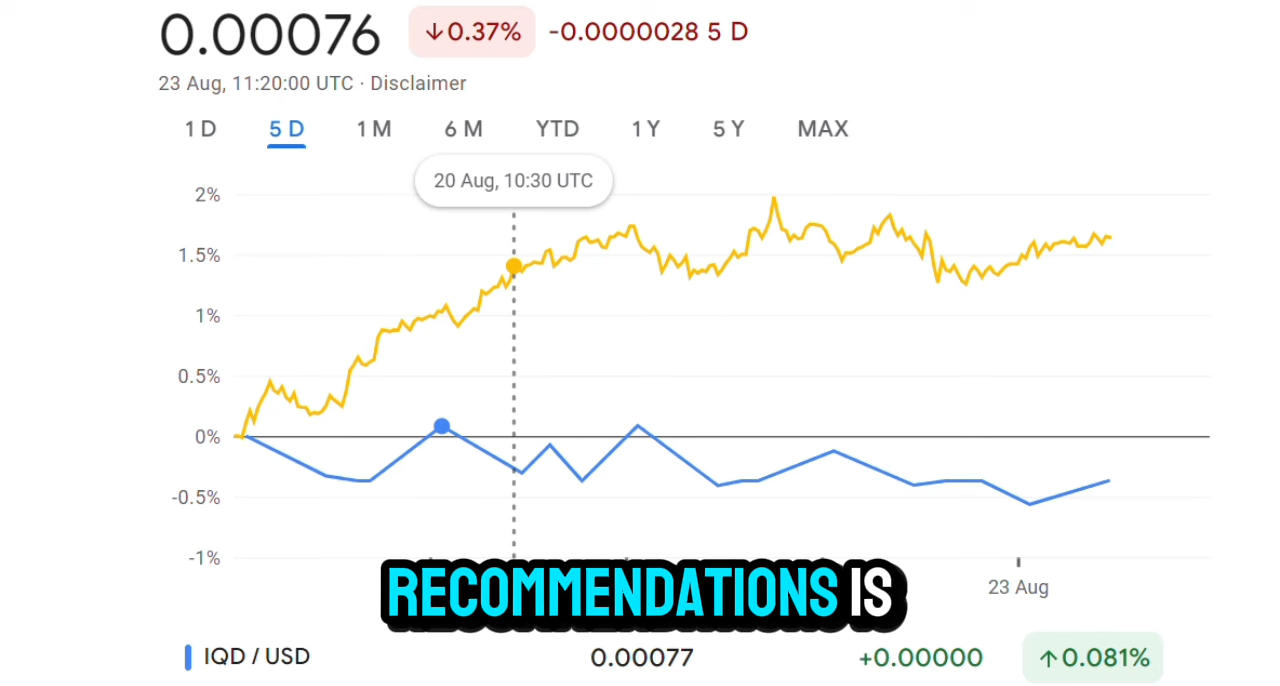 0.00076 ↓0.37% -0.0000028 5 D
23 Aug, 11:20:00 UTC · Disclaimer
1 D 5 D 1 M 6 M YTD 1 Y 5 Y MAX
20 Aug, 10:30 UTC
2%
1.5%
1%
0.5%
0%
-0.5%
-1%
23 Aug
RECOMMENDATIONS IS
IQD / USD 0.00077 +0.00000 ↑0.081%